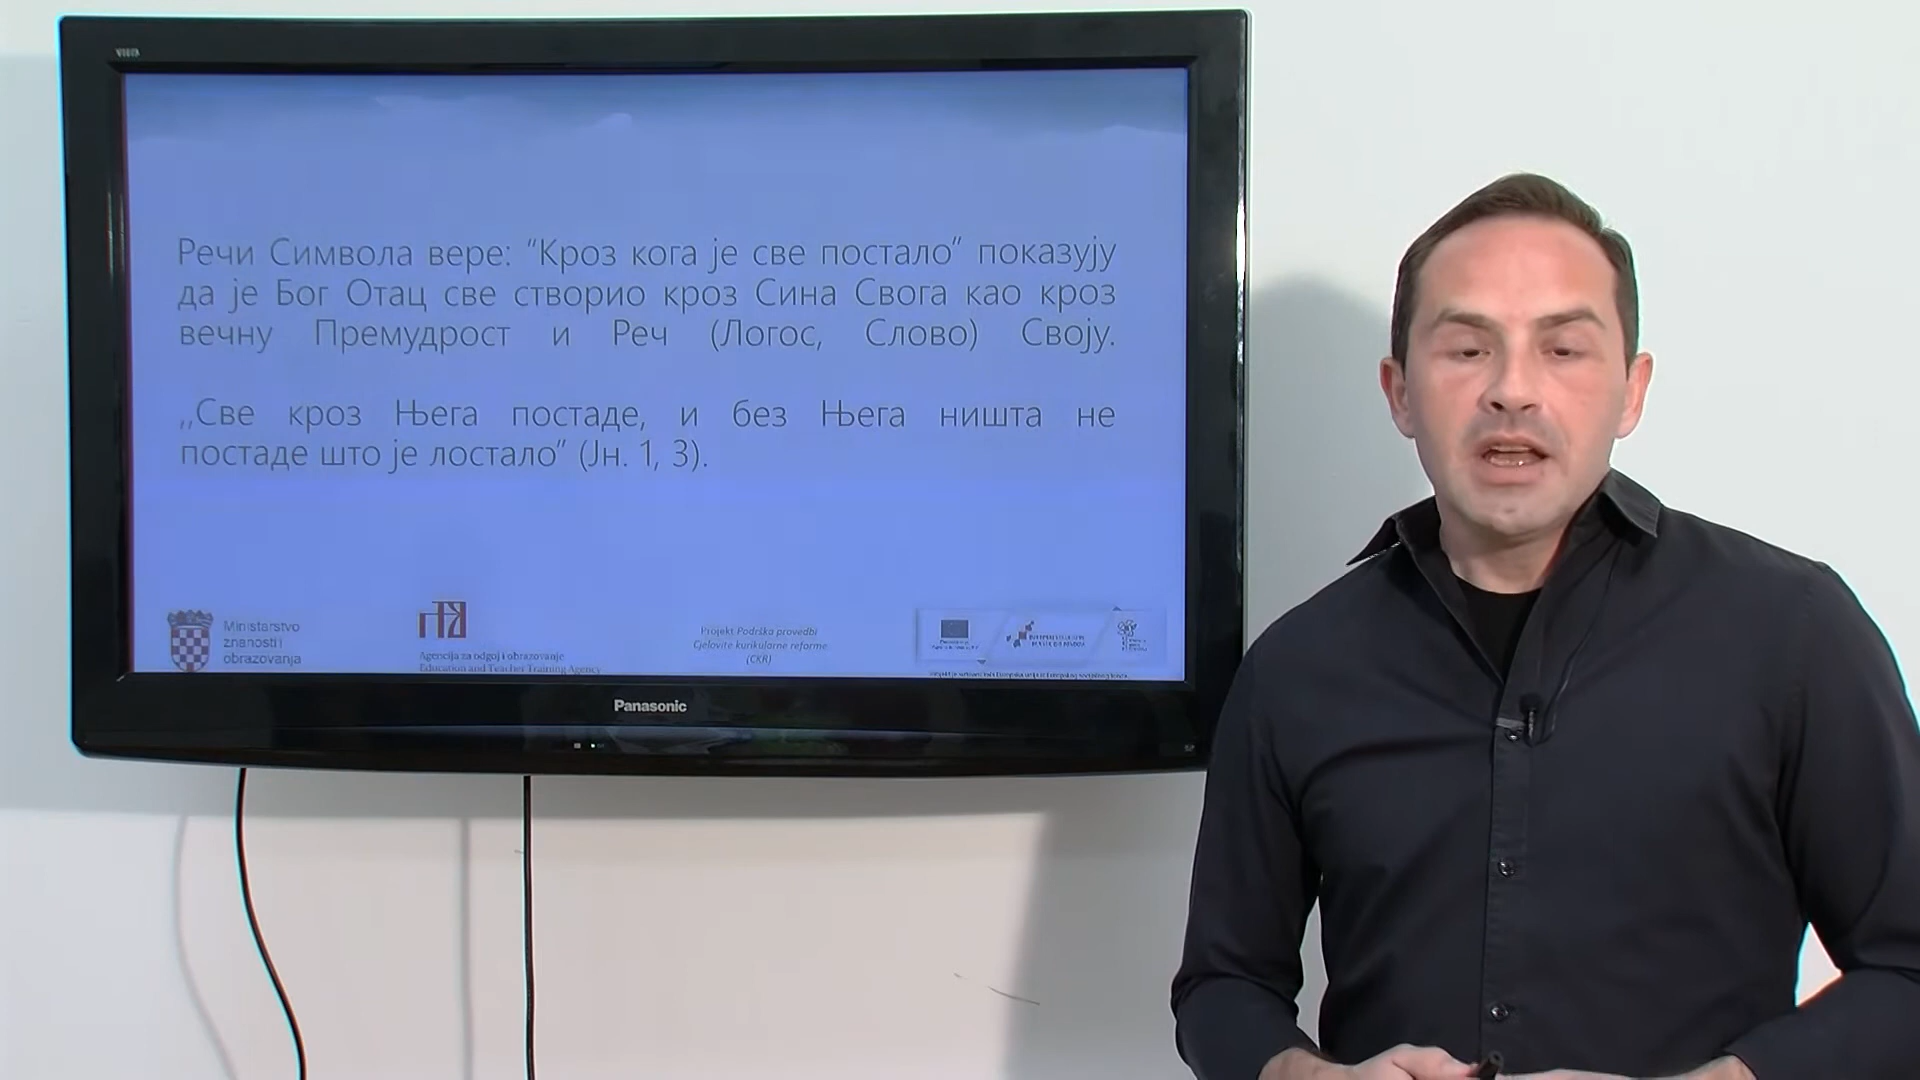 VIERA
Речи Символа вере: “Кроз кога је све постало” показују
да је Бог Отац све створио кроз Сина Свога као кроз
вечну Премудрост и Реч (Логос, Слово) Своју.
,,Све кроз Њега постаде, и без Њега ништа не
постаде што је лостало” (Јн. 1, 3).
Ministarstvo
znanosti i
obrazovanja
Agencija za odgoj i obrazovanje
Education and Teacher Training Agency
Projekt Podrška provedbi
Cjelovite kurikularne reforme
(CKR)
Panasonic